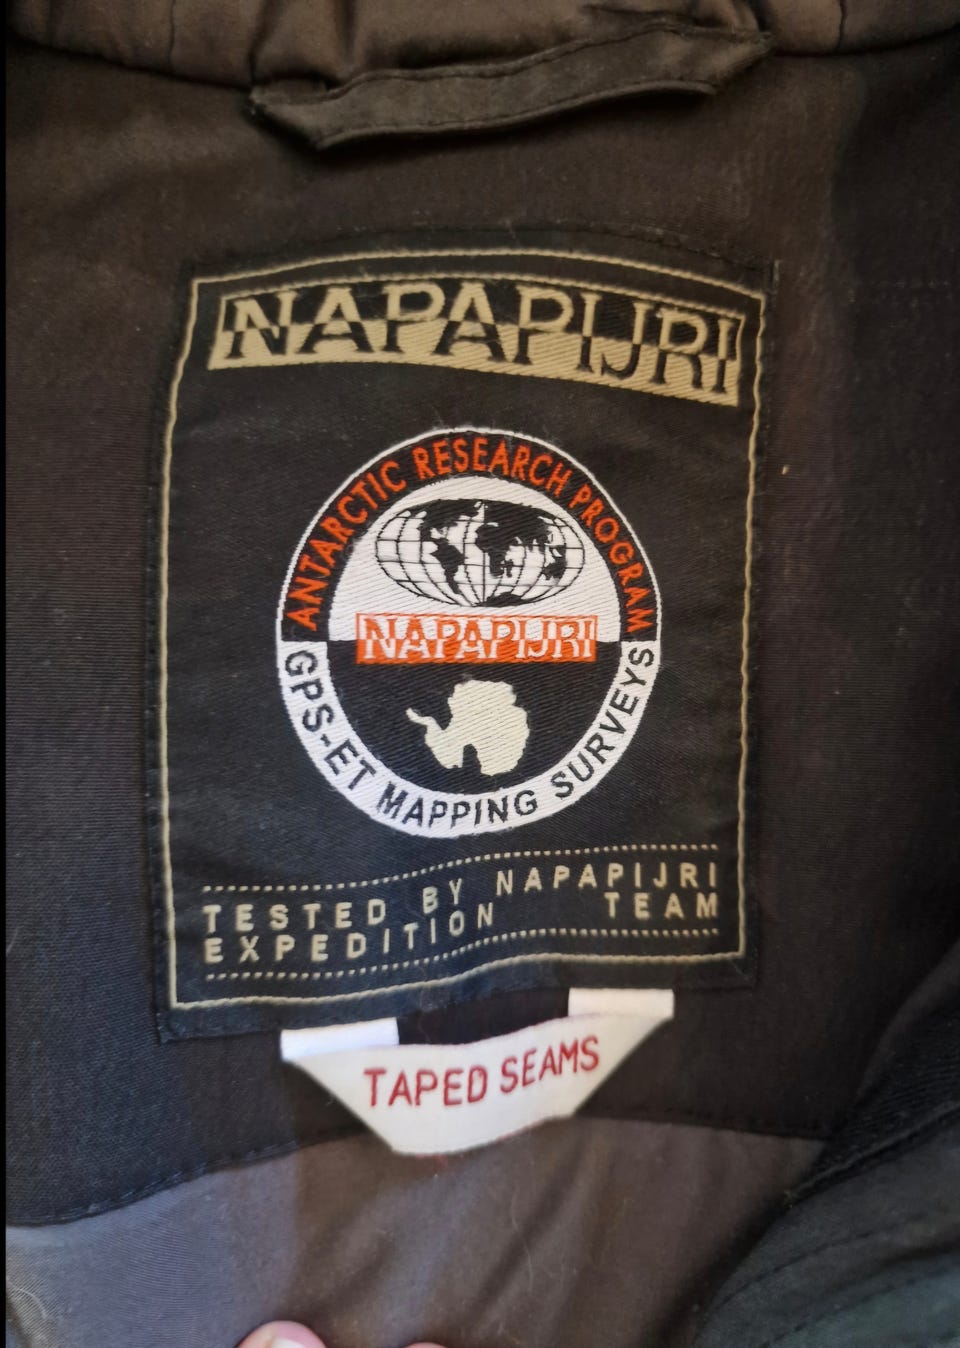 NAPAPIJRI
ANTARCTIC RESEARCH PROGRAM
NAPAPIJRI
GPS-ET MAPPING SURVEYS
TESTED BY NAPAPIJRI
EXPEDITION TEAM
TAPED SEAMS